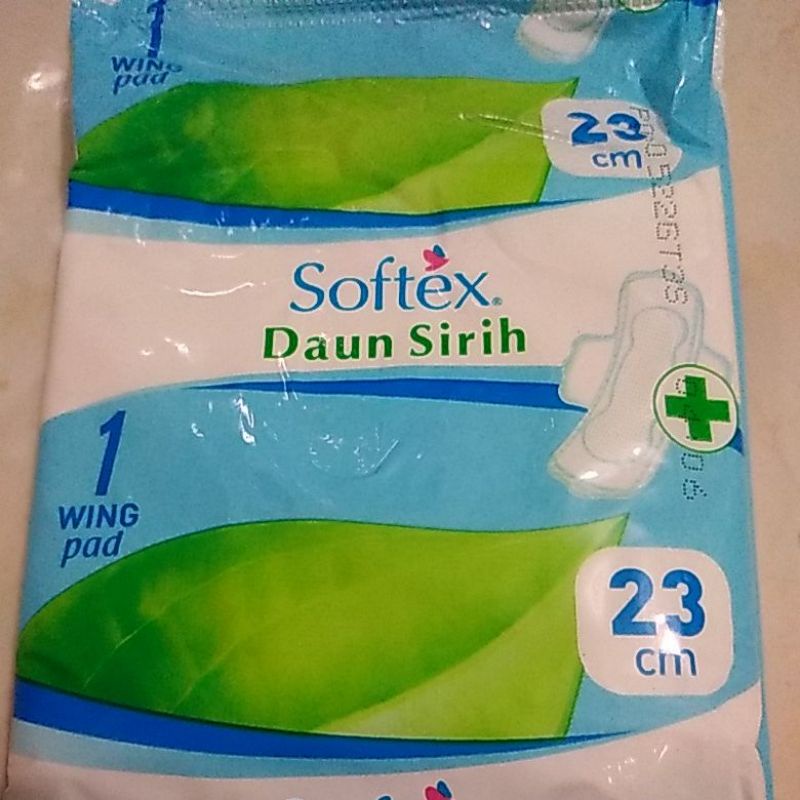 1
WING
pad
23
cm
Softex®
Daun Sirih
1
WING
pad
23
cm